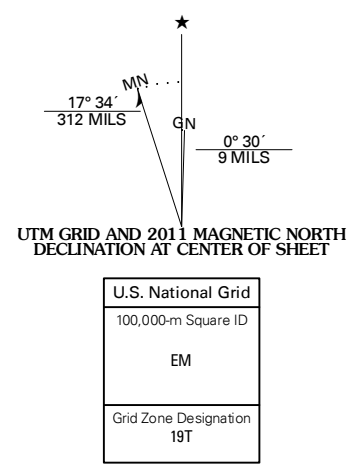 ★
MN
17° 34´
312 MILS
GN
0° 30´
9 MILS
UTM GRID AND 2011 MAGNETIC NORTH
DECLINATION AT CENTER OF SHEET
U.S. National Grid
100,000-m Square ID
EM
Grid Zone Designation
19T